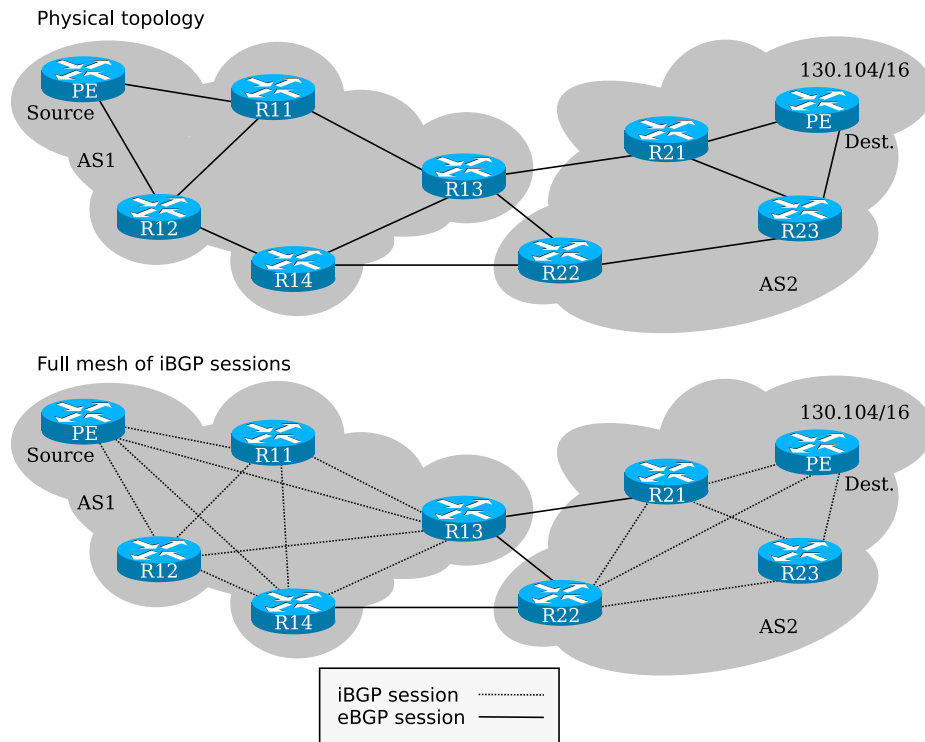 Physical topology
130.104/16
PE
R11
PE
Source
R21
Dest.
AS1
R13
R12
R23
R14
R22
AS2
Full mesh of iBGP sessions
130.104/16
PE
R11
PE
Source
R21
Dest.
AS1
R13
R12
R23
R14
R22
AS2
iBGP session
eBGP session